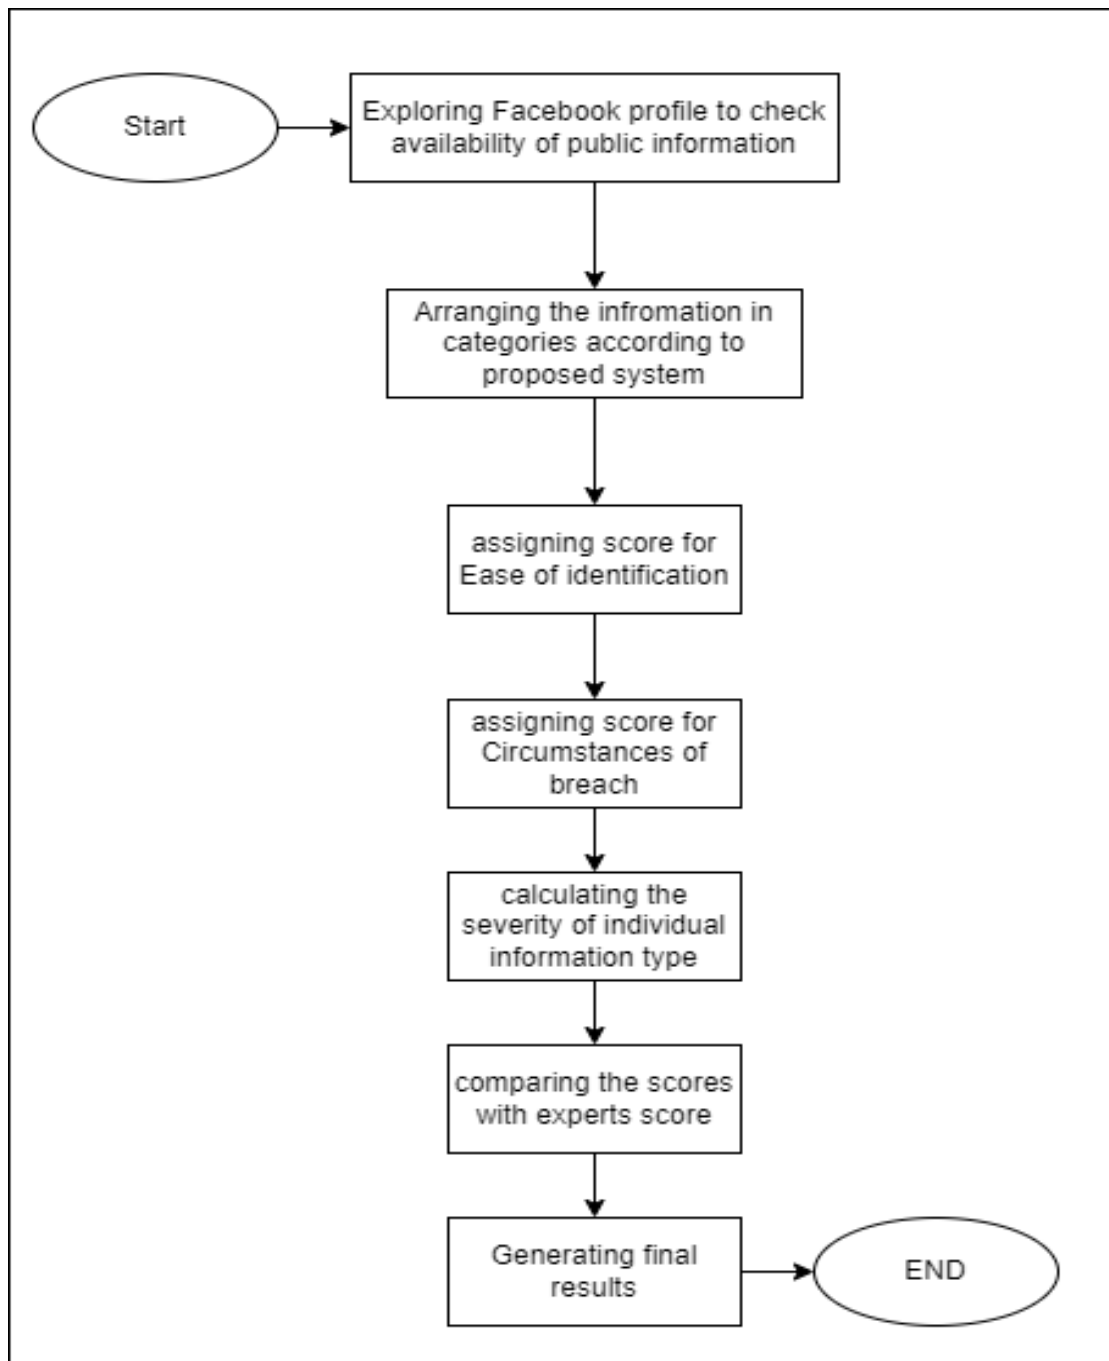 Start
Exploring Facebook profile to check
availability of public information
Arranging the infromation in
categories according to
proposed system
assigning score for
Ease of identification
assigning score for
Circumstances of
breach
calculating the
severity of individual
information type
comparing the scores
with experts score
Generating final
results
END